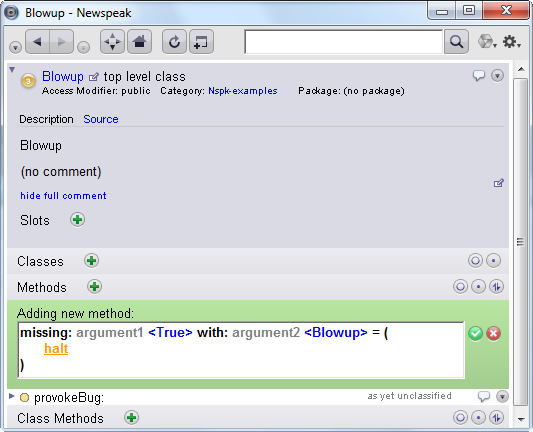 Blowup - Newspeak
Blowup top level class
Access Modifier: public Category: Nspk-examples Package: (no package)
Description Source
Blowup
(no comment)
hide full comment
Slots
Classes
Methods
Adding new method:
missing: argument1 <True> with: argument2 <Blowup> = (
halt
)
provokeBug: as yet unclassified
Class Methods